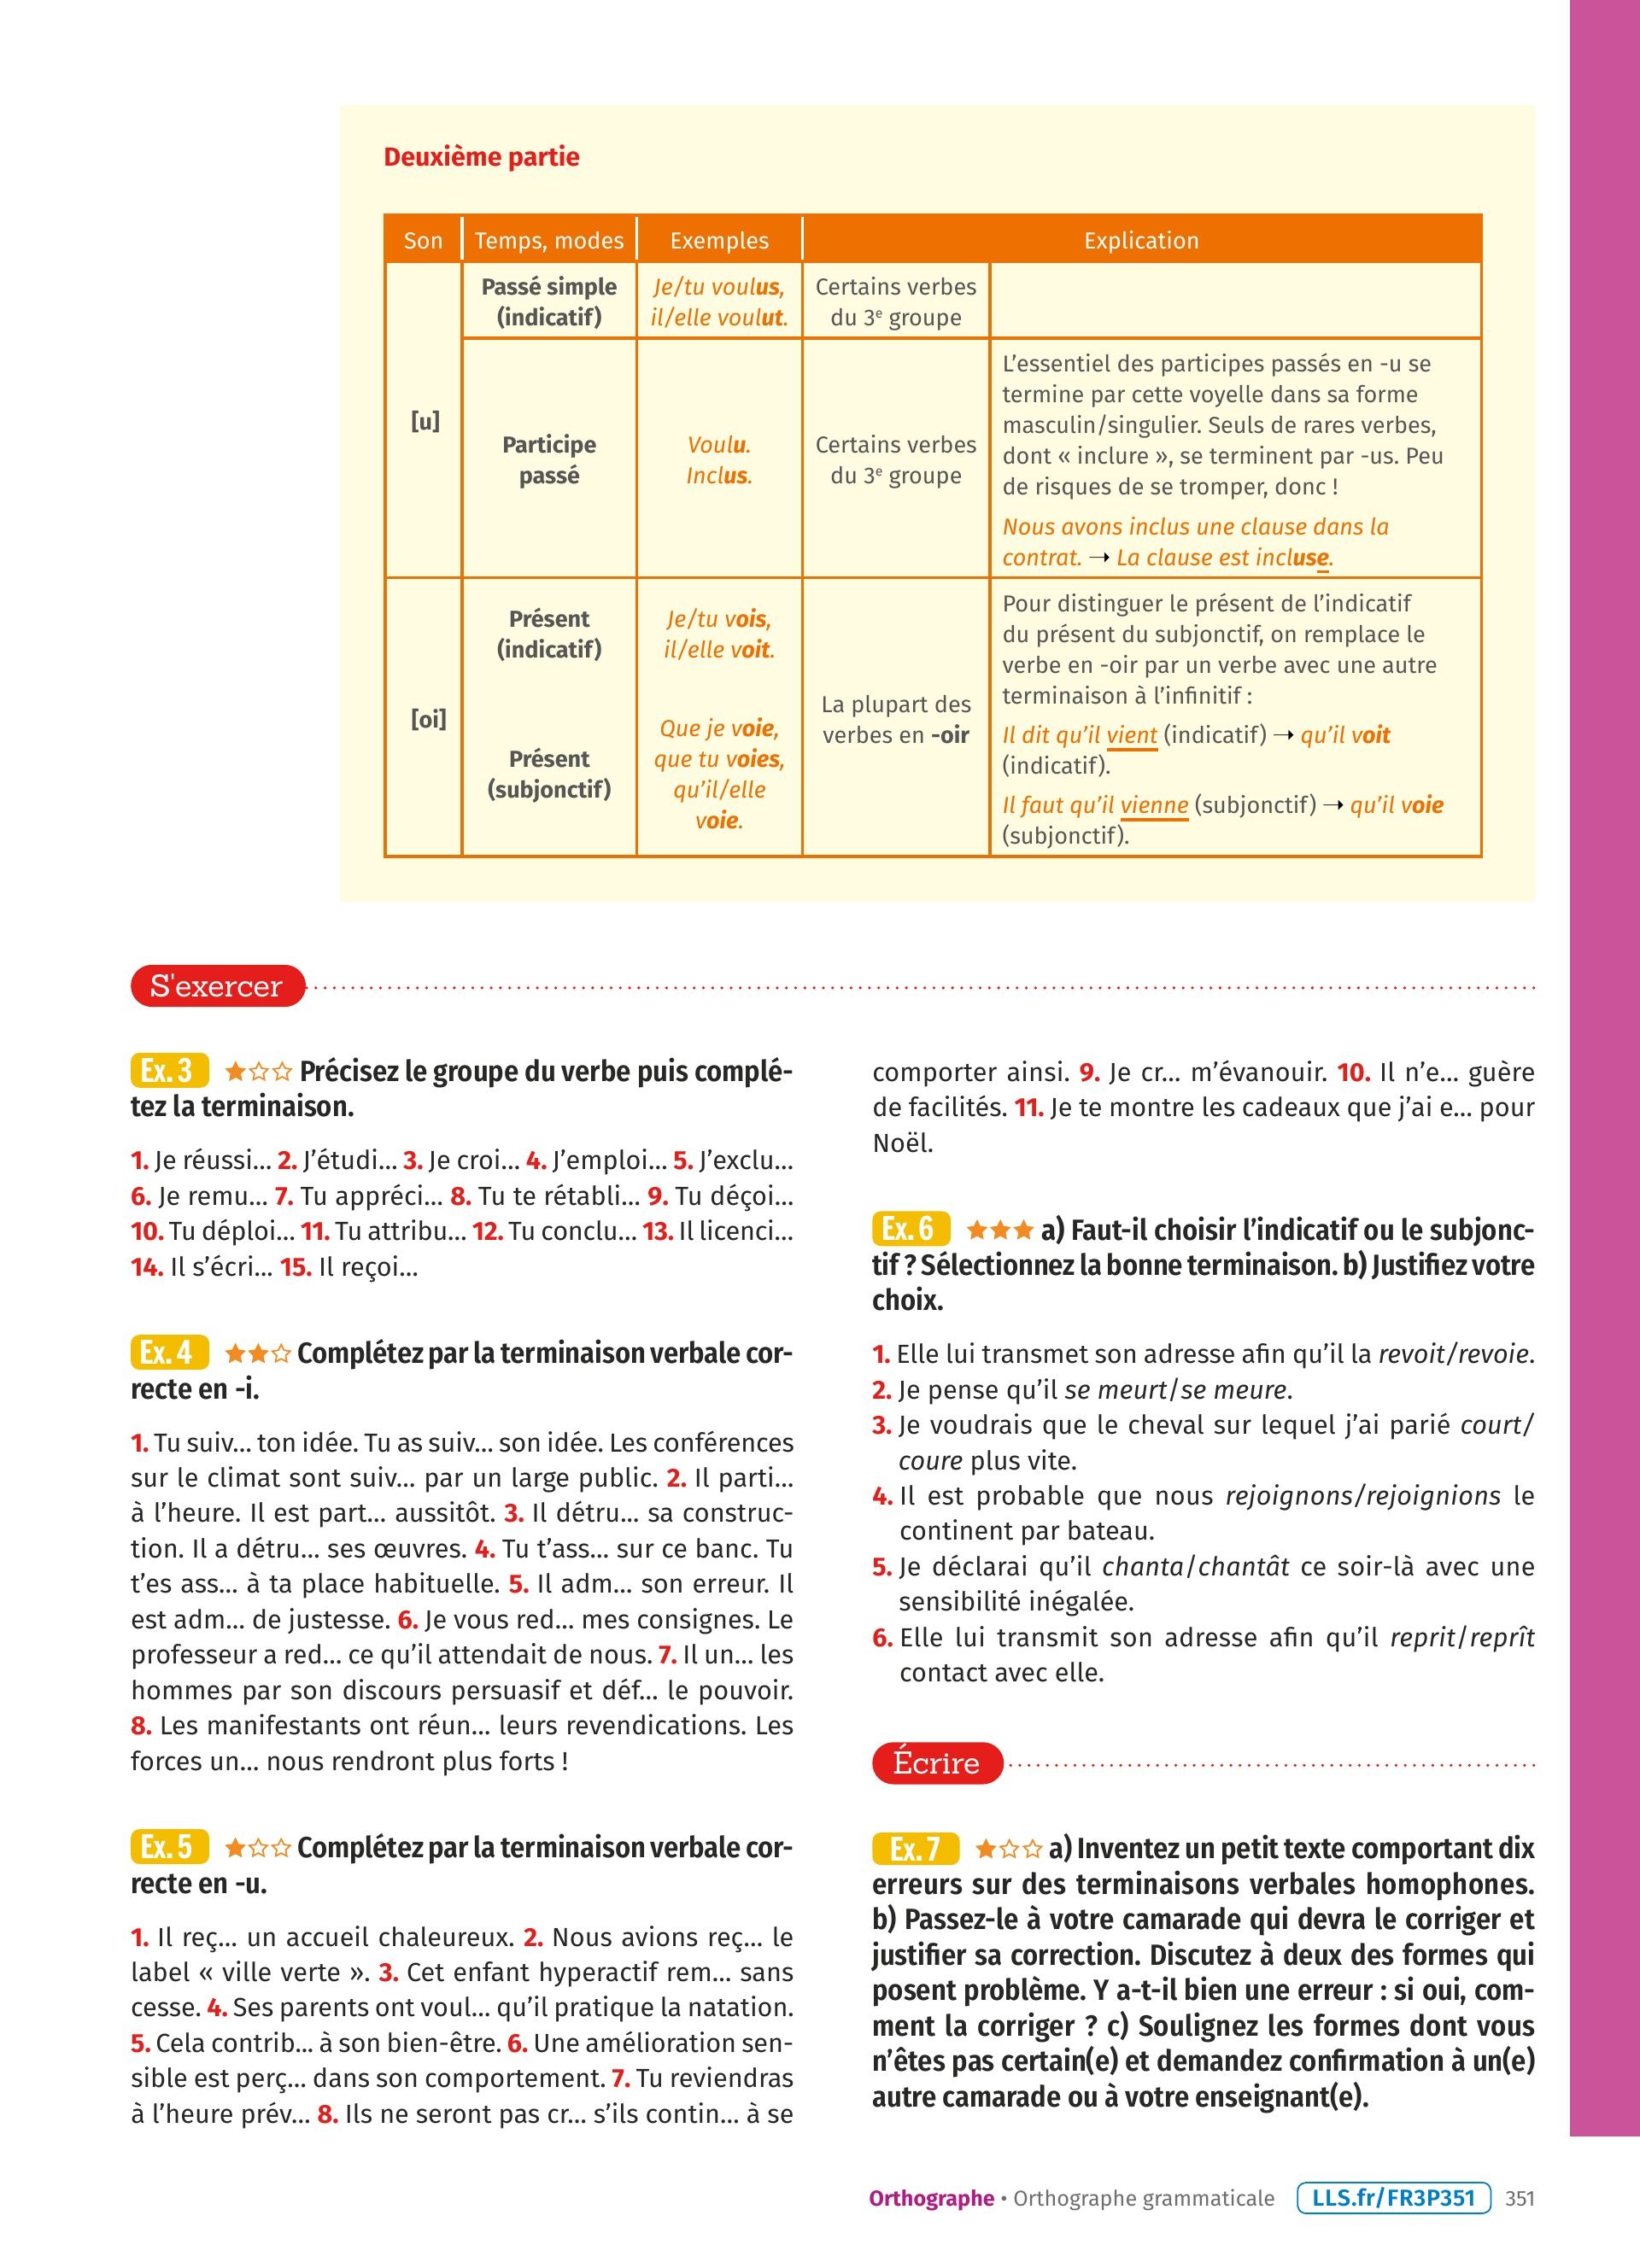 Deuxième partie
Son Temps, modes Exemples Explication
[u]
Passé simple
(indicatif)
Je/tu voulus,
il/elle voulut.
Certains verbes
du 3e groupe
Participe
passé
Voulu.
Inclus.
Certains verbes
du 3e groupe
L’essentiel des participes passés en -u se
termine par cette voyelle dans sa forme
masculin/singulier. Seuls de rares verbes,
dont « inclure », se terminent par -us. Peu
de risques de se tromper, donc !
Nous avons inclus une clause dans la
contrat. → La clause est incluse.
[oi]
Présent
(indicatif)
Je/tu vois,
il/elle voit.
Présent
(subjonctif)
Que je voie,
que tu voies,
qu’il/elle
voie.
La plupart des
verbes en -oir
Pour distinguer le présent de l’indicatif
du présent du subjonctif, on remplace le
verbe en -oir par un verbe avec une autre
terminaison à l’infinitif :
Il dit qu’il vient (indicatif) → qu’il voit
(indicatif).
Il faut qu’il vienne (subjonctif) → qu’il voie
(subjonctif).
S'exercer
Ex. 3 ★☆☆ Précisez le groupe du verbe puis complé-
tez la terminaison.
1. Je réussi... 2. J’étudi... 3. Je croi... 4. J’emploi... 5. J’exclu...
6. Je remu... 7. Tu appréci... 8. Tu te rétabli... 9. Tu déçoi...
10. Tu déploi... 11. Tu attribu... 12. Tu conclu... 13. Il licenci...
14. Il s’écri... 15. Il reçoi...
Ex. 4 ★★☆ Complétez par la terminaison verbale cor-
recte en -i.
1. Tu suiv... ton idée. Tu as suiv... son idée. Les conférences
sur le climat sont suiv... par un large public. 2. Il parti...
à l’heure. Il est part... aussitôt. 3. Il détru... sa construc-
tion. Il a détru... ses œuvres. 4. Tu t’ass... sur ce banc. Tu
t’es ass... à ta place habituelle. 5. Il adm... son erreur. Il
est adm... de justesse. 6. Je vous red... mes consignes. Le
professeur a red... ce qu’il attendait de nous. 7. Il un... les
hommes par son discours persuasif et déf... le pouvoir.
8. Les manifestants ont réun... leurs revendications. Les
forces un... nous rendront plus forts !
Ex. 5 ★☆☆ Complétez par la terminaison verbale cor-
recte en -u.
1. Il reç... un accueil chaleureux. 2. Nous avions reç... le
label « ville verte ». 3. Cet enfant hyperactif rem... sans
cesse. 4. Ses parents ont voul... qu’il pratique la natation.
5. Cela contrib... à son bien-être. 6. Une amélioration sen-
sible est perç... dans son comportement. 7. Tu reviendras
à l’heure prév... 8. Ils ne seront pas cr... s’ils contin... à se
comporter ainsi. 9. Je cr... m’évanouir. 10. Il n’e... guère
de facilités. 11. Je te montre les cadeaux que j’ai e... pour
Noël.
Ex. 6 ★★★ a) Faut-il choisir l’indicatif ou le subjonc-
tif ? Sélectionnez la bonne terminaison. b) Justifiez votre
choix.
1. Elle lui transmet son adresse afin qu’il la revoit/revoie.
2. Je pense qu’il se meurt/se meure.
3. Je voudrais que le cheval sur lequel j’ai parié court/
coure plus vite.
4. Il est probable que nous rejoignons/rejoignions le
continent par bateau.
5. Je déclarai qu’il chanta/chantât ce soir-là avec une
sensibilité inégalée.
6. Elle lui transmit son adresse afin qu’il reprit/reprît
contact avec elle.
Écrire
Ex. 7 ★☆☆ a) Inventez un petit texte comportant dix
erreurs sur des terminaisons verbales homophones.
b) Passez-le à votre camarade qui devra le corriger et
justifier sa correction. Discutez à deux des formes qui
posent problème. Y a-t-il bien une erreur : si oui, com-
ment la corriger ? c) Soulignez les formes dont vous
n’êtes pas certain(e) et demandez confirmation à un(e)
autre camarade ou à votre enseignant(e).
Orthographe • Orthographe grammaticale LLS.fr/FR3P351 351